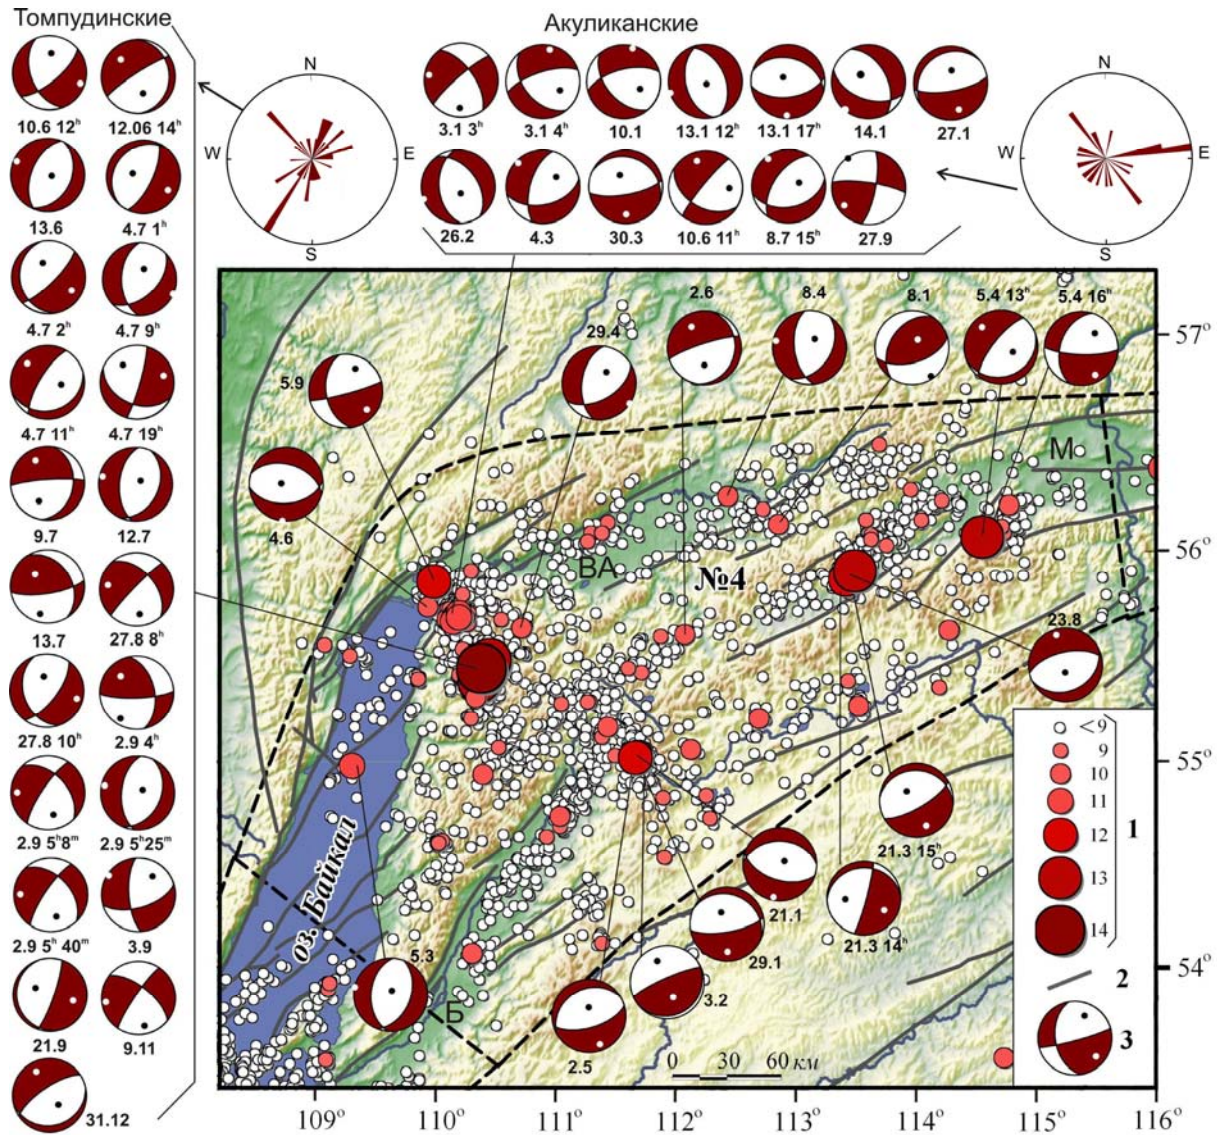 Томпудинские
Акуликанские
10.6 12ʰ
12.06 14ʰ
13.6
4.7 1ʰ
4.7 2ʰ
4.7 9ʰ
4.7 11ʰ
4.7 19ʰ
9.7
12.7
13.7
27.8 8ʰ
27.8 10ʰ
2.9 4ʰ
2.9 5ʰ8ᵐ
2.9 5ʰ25ᵐ
2.9 5ʰ 40ᵐ
3.9
21.9
9.11
31.12
N
W
E
S
3.1 3ʰ
3.1 4ʰ
10.1
13.1 12ʰ
13.1 17ʰ
14.1
27.1
26.2
4.3
30.3
10.6 11ʰ
8.7 15ʰ
27.9
N
W
E
S
5.9
29.4
2.6
8.4
8.1
5.4 13ʰ
5.4 16ʰ
4.6
ВА
№4
М
23.8
21.3 15ʰ
21.3 14ʰ
21.1
29.1
3.2
2.5
5.3
Б
оз. Байкал
0 30 60 км
<9
9
10
11
12
13
14
1
2
3
57°
56°
55°
54°
109°
110°
111°
112°
113°
114°
115°
116°